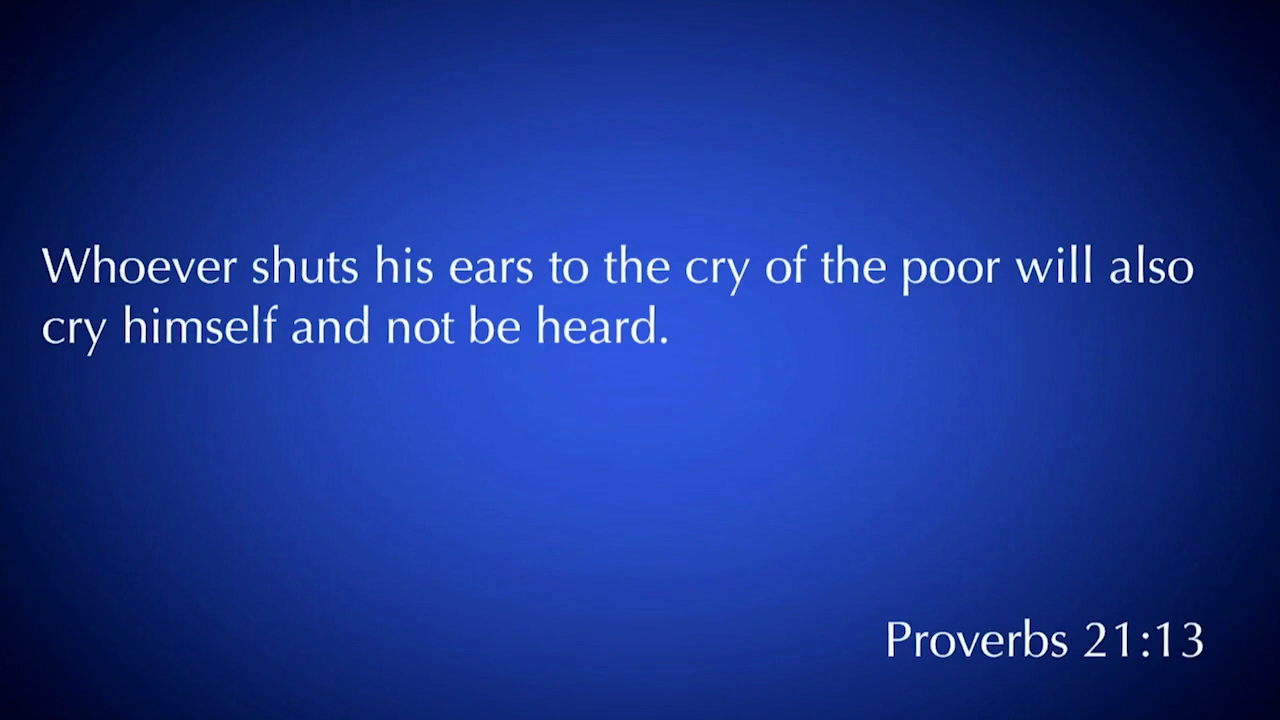 Whoever shuts his ears to the cry of the poor will also
cry himself and not be heard.
Proverbs 21:13